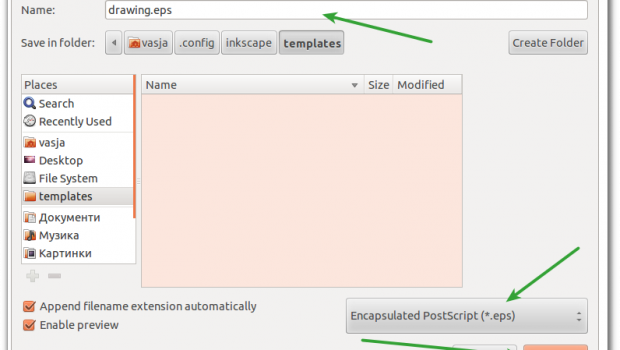 Name: drawing.eps
Save in folder: vasja .config inkscape templates Create Folder
Places Name Size Modified
Search
Recently Used
vasja
Desktop
File System
templates
Документи
Музика
Картинки
Append filename extension automatically
Enable preview
Encapsulated PostScript (*.eps)